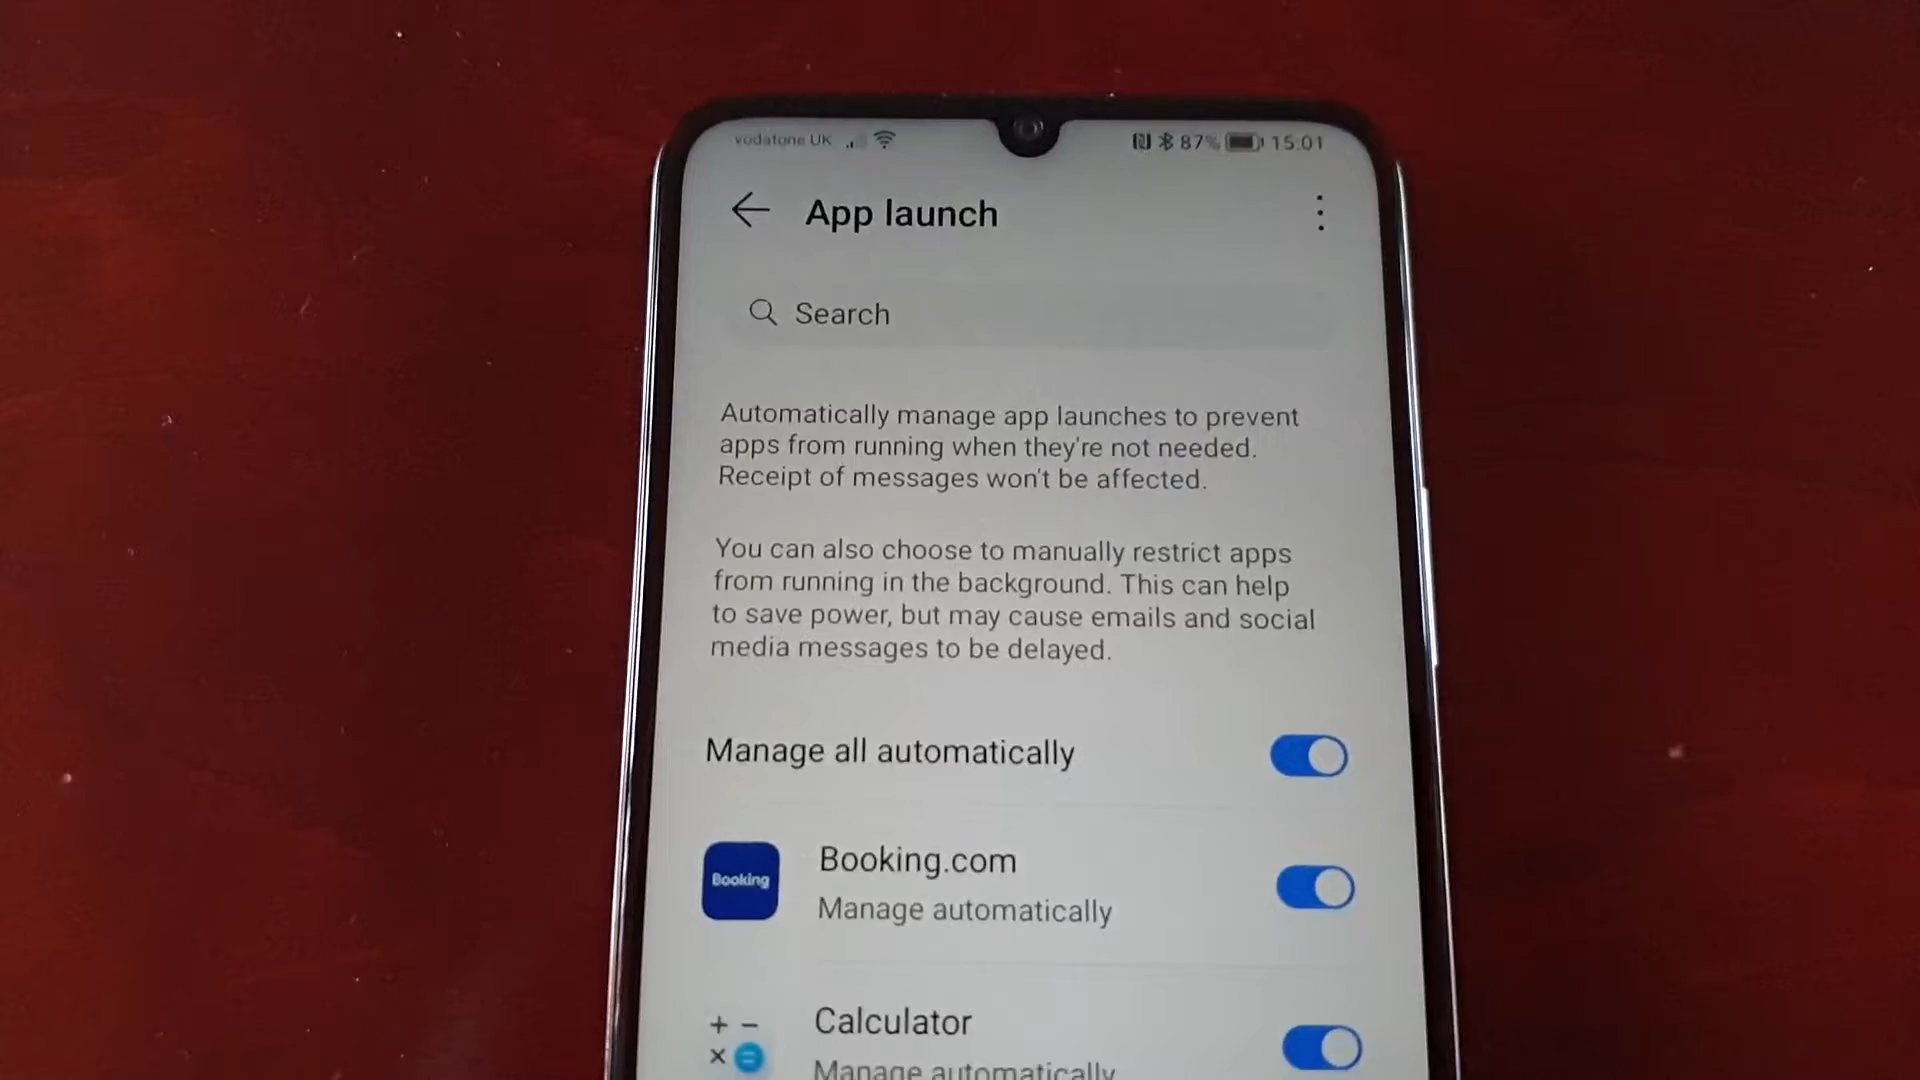 vodafone UK 87% 15:01
App launch
Search
Automatically manage app launches to prevent
apps from running when they're not needed.
Receipt of messages won't be affected.
You can also choose to manually restrict apps
from running in the background. This can help
to save power, but may cause emails and social
media messages to be delayed.
Manage all automatically
Booking
Booking.com
Manage automatically
Calculator
Manage automatically